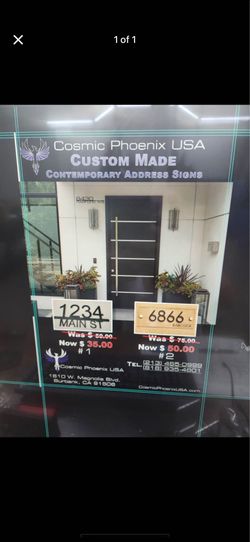 1 of 1
Cosmic Phoenix USA
Custom Made
Contemporary Address Signs
1234
MAIN ST
6866
Was $ 50.00
Was $ 75.00
Now $ 35.00
Now $ 50.00
# 1
# 2
Cosmic Phoenix USA
1610 W. Magnolia Blvd.
Burbank, CA 91506
CosmicPhoenixUSA.com